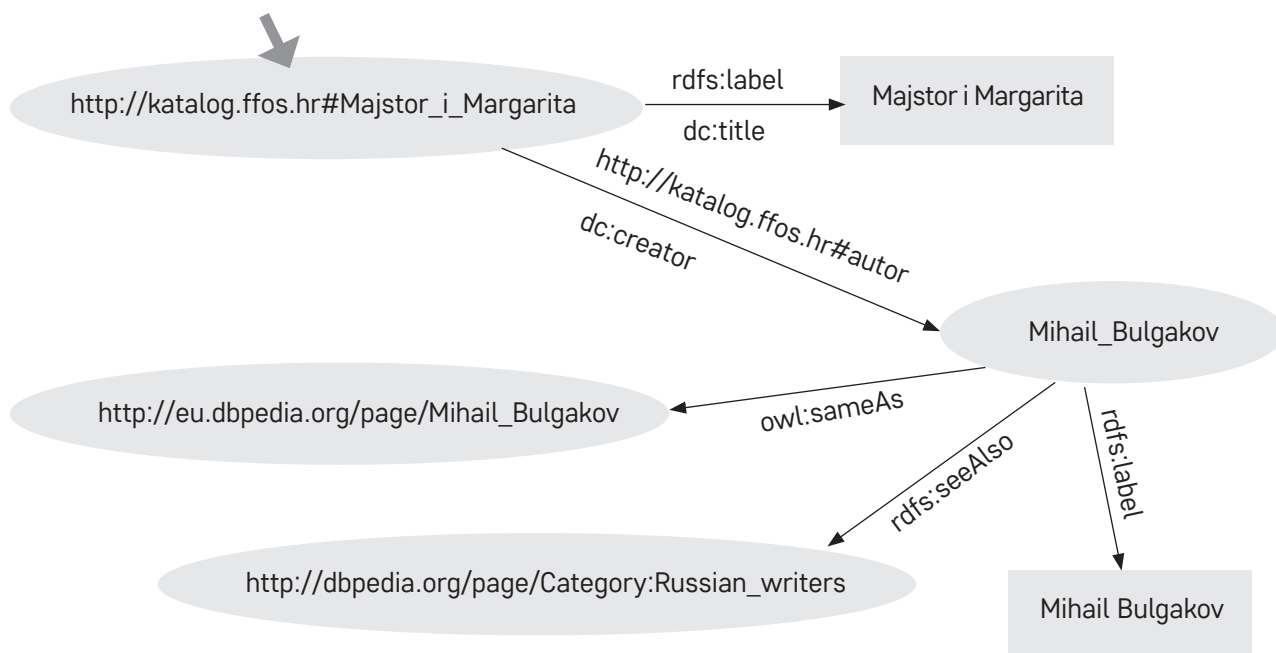 http://katalog.ffos.hr#Majstor_i_Margarita
rdfs:label
dc:title
Majstor i Margarita
http://katalog.ffos.hr#autor
dc:creator
Mihail_Bulgakov
http://eu.dbpedia.org/page/Mihail_Bulgakov
owl:sameAs
rdfs:seeAlso
rdfs:label
http://dbpedia.org/page/Category:Russian_writers
Mihail Bulgakov